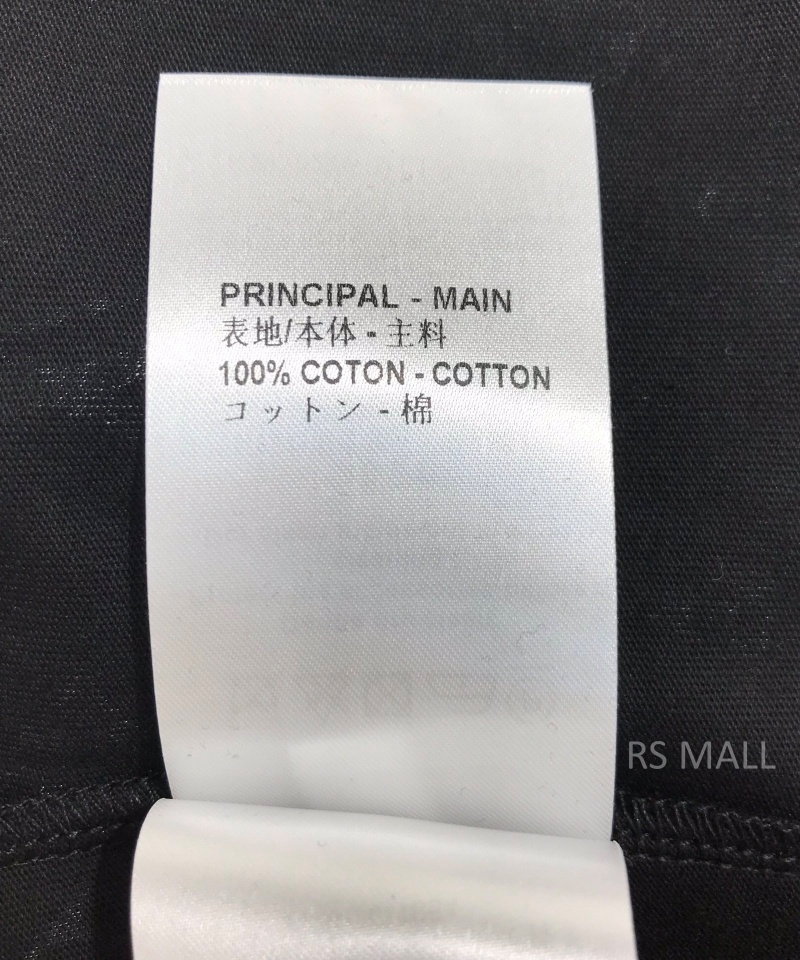 PRINCIPAL - MAIN
表地/本体 - 主料
100% COTON - COTTON
コットン - 棉
RS MALL